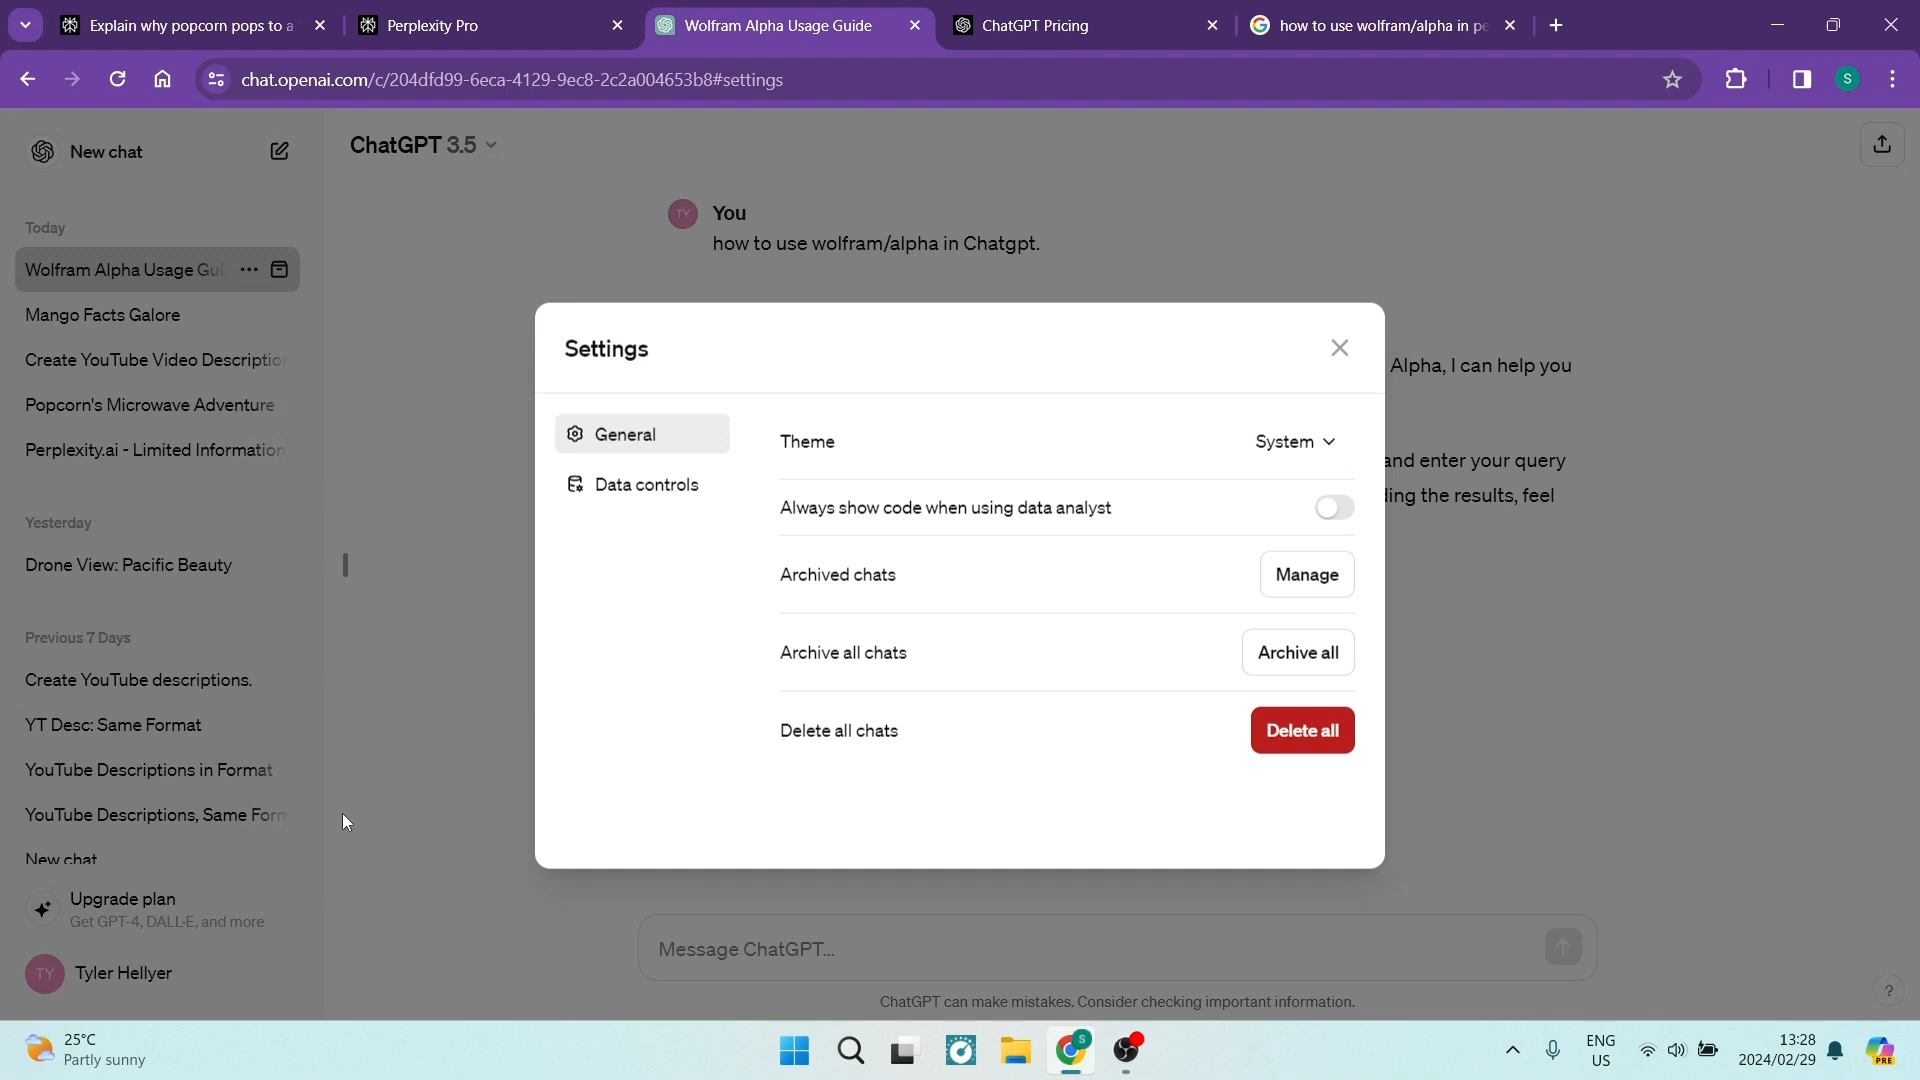 Explain why popcorn pops to a
Perplexity Pro
Wolfram Alpha Usage Guide
ChatGPT Pricing
how to use wolfram/alpha in pe
chat.openai.com/c/204dfd99-6eca-4129-9ec8-2c2a004653b8#settings
S
New chat
ChatGPT 3.5
Today
Wolfram Alpha Usage Gui
Mango Facts Galore
Create YouTube Video Description
Popcorn's Microwave Adventure
Perplexity.ai - Limited Information
Yesterday
Drone View: Pacific Beauty
Previous 7 Days
Create YouTube descriptions.
YT Desc: Same Format
YouTube Descriptions in Format
YouTube Descriptions, Same Form
New chat
Upgrade plan
Get GPT-4, DALL·E, and more
TY
Tyler Hellyer
TY
You
how to use wolfram/alpha in Chatgpt.
Alpha, I can help you
and enter your query
ling the results, feel
Settings
General
Data controls
Theme
System
Always show code when using data analyst
Archived chats
Manage
Archive all chats
Archive all
Delete all chats
Delete all
Message ChatGPT...
ChatGPT can make mistakes. Consider checking important information.
?
25°C
Partly sunny
S
ENG
US
13:28
2024/02/29
PRE